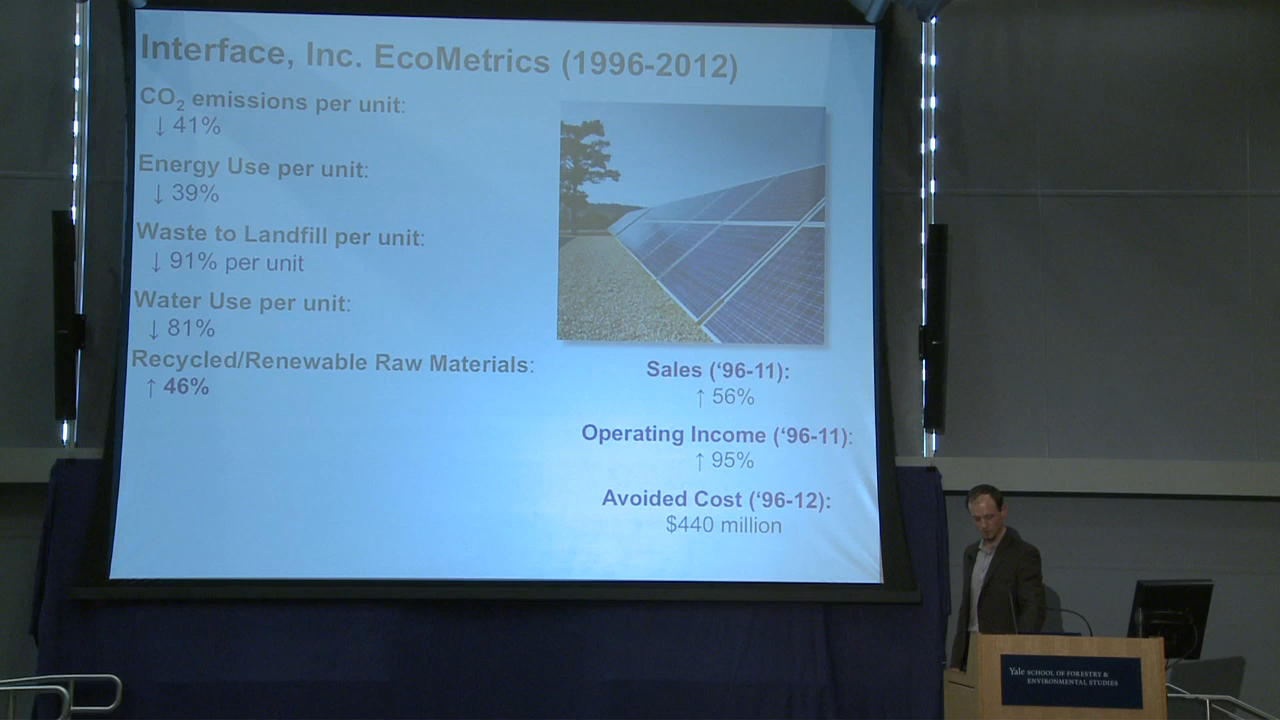 Interface, Inc. EcoMetrics (1996-2012)
CO₂ emissions per unit:
↓ 41%
Energy Use per unit:
↓ 39%
Waste to Landfill per unit:
↓ 91% per unit
Water Use per unit:
↓ 81%
Recycled/Renewable Raw Materials:
↑ 46%
Sales (‘96-11):
↑ 56%
Operating Income (‘96-11):
↑ 95%
Avoided Cost (‘96-12):
$440 million
Yale SCHOOL OF FORESTRY &
ENVIRONMENTAL STUDIES